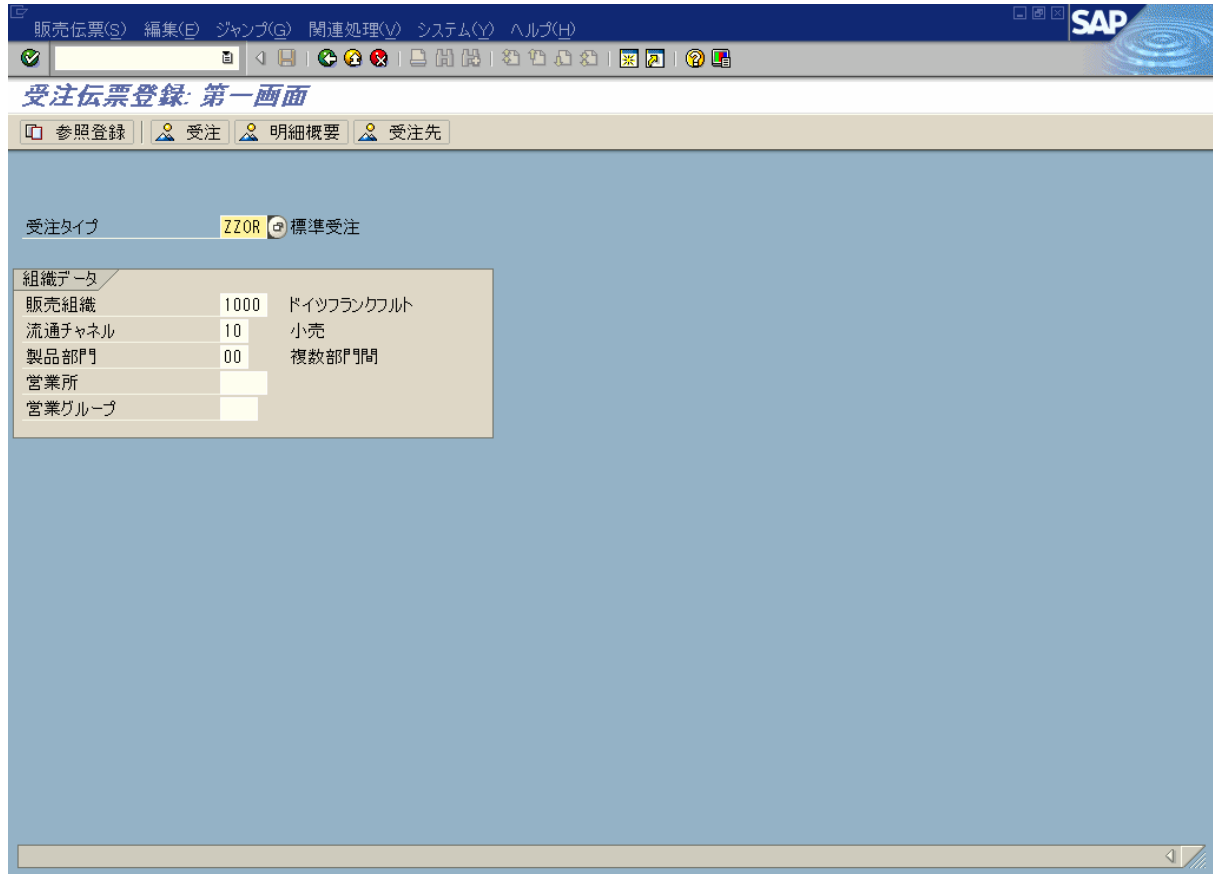 販売伝票(S) 編集(E) ジャンプ(G) 関連処理(V) システム(Y) ヘルプ(H)
SAP
受注伝票登録: 第一画面
参照登録 受注 明細概要 受注先
受注タイプ ZZOR 標準受注
組織データ
販売組織 1000 ドイツフランクフルト
流通チャネル 10 小売
製品部門 00 複数部門間
営業所
営業グループ